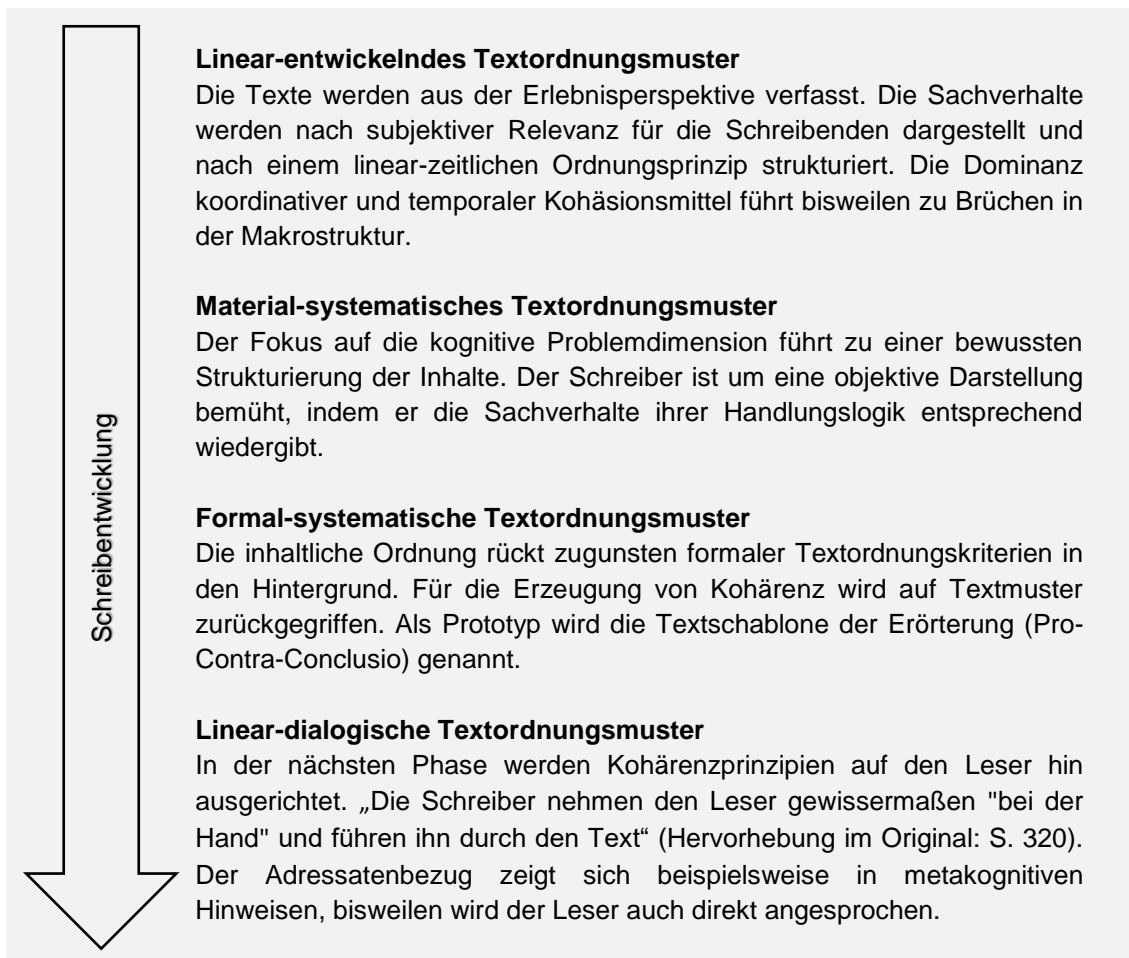 Schreibentwicklung
Linear-entwickelndes Textordnungsmuster
Die Texte werden aus der Erlebnisperspektive verfasst. Die Sachverhalte
werden nach subjektiver Relevanz für die Schreibenden dargestellt und
nach einem linear-zeitlichen Ordnungsprinzip strukturiert. Die Dominanz
koordinativer und temporaler Kohäsionsmittel führt bisweilen zu Brüchen in
der Makrostruktur.
Material-systematisches Textordnungsmuster
Der Fokus auf die kognitive Problemdimension führt zu einer bewussten
Strukturierung der Inhalte. Der Schreiber ist um eine objektive Darstellung
bemüht, indem er die Sachverhalte ihrer Handlungslogik entsprechend
wiedergibt.
Formal-systematische Textordnungsmuster
Die inhaltliche Ordnung rückt zugunsten formaler Textordnungskriterien in
den Hintergrund. Für die Erzeugung von Kohärenz wird auf Textmuster
zurückgegriffen. Als Prototyp wird die Textschablone der Erörterung (Pro-
Contra-Conclusio) genannt.
Linear-dialogische Textordnungsmuster
In der nächsten Phase werden Kohärenzprinzipien auf den Leser hin
ausgerichtet. „Die Schreiber nehmen den Leser gewissermaßen "bei der
Hand" und führen ihn durch den Text“ (Hervorhebung im Original: S. 320).
Der Adressatenbezug zeigt sich beispielsweise in metakognitiven
Hinweisen, bisweilen wird der Leser auch direkt angesprochen.